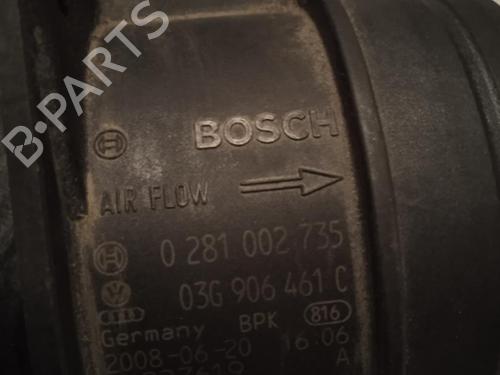 B-PARTS
BOSCH
AIR FLOW
0 281 002 735
03G 906 461 C
Germany BPK 816
2008-06-20 16:06
A